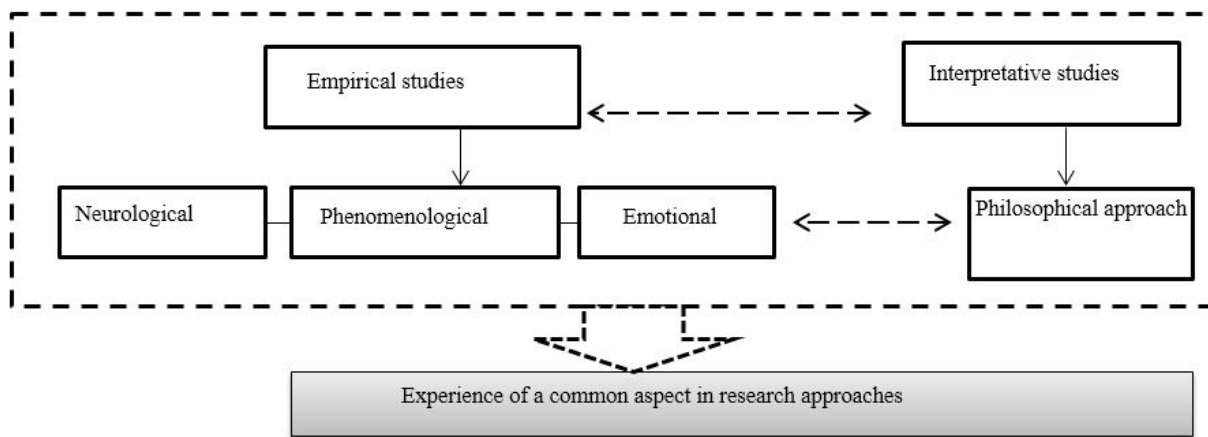 Empirical studies
Interpretative studies
Neurological
Phenomenological
Emotional
Philosophical approach
Experience of a common aspect in research approaches